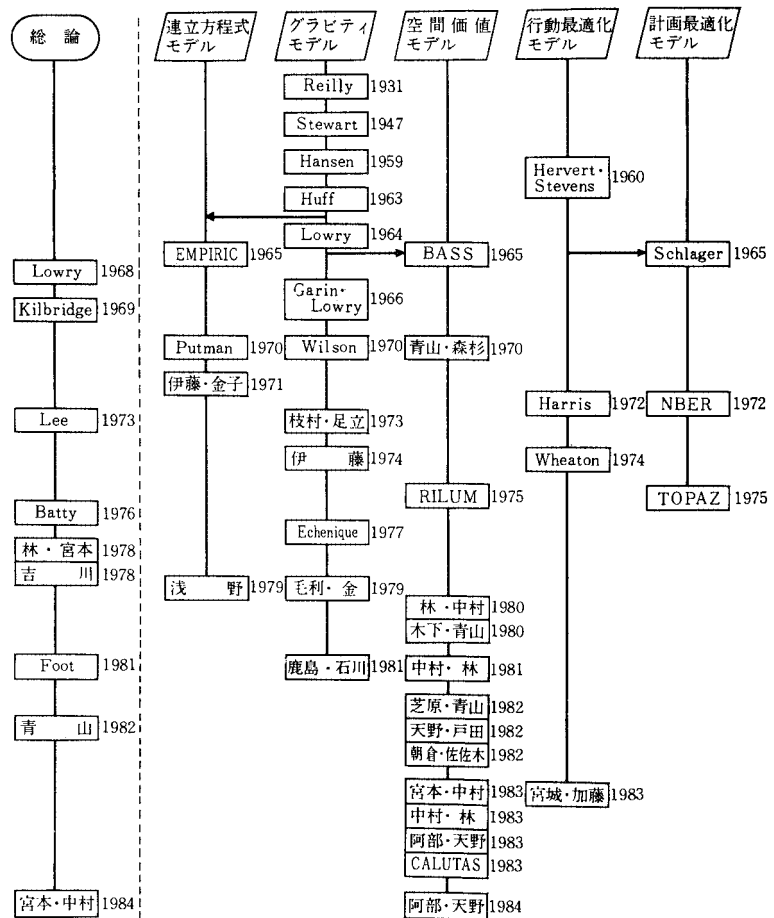 総論
連立方程式
モデル
グラビティ
モデル
空間価値
モデル
行動最適化
モデル
計画最適化
モデル
Lowry 1968
Kilbridge 1969
Lee 1973
Batty 1976
林・宮本 1978
吉川 1978
Foot 1981
青山 1982
宮本・中村 1984
EMPIRIC 1965
Putman 1970
伊藤・金子 1971
浅野 1979
Reilly 1931
Stewart 1947
Hansen 1959
Huff 1963
Lowry 1964
Garin・
Lowry 1966
Wilson 1970
枝村・足立 1973
伊藤 1974
Echenique 1977
毛利・金 1979
鹿島・石川 1981
BASS 1965
青山・森杉 1970
RILUM 1975
林・中村 1980
木下・青山 1980
中村・林 1981
芝原・青山 1982
天野・戸田 1982
朝倉・佐佐木 1982
宮本・中村 1983
中村・林 1983
阿部・天野 1983
CALUTAS 1983
阿部・天野 1984
Hervert・
Stevens 1960
Harris 1972
Wheaton 1974
宮城・加藤 1983
Schlager 1965
NBER 1972
TOPAZ 1975